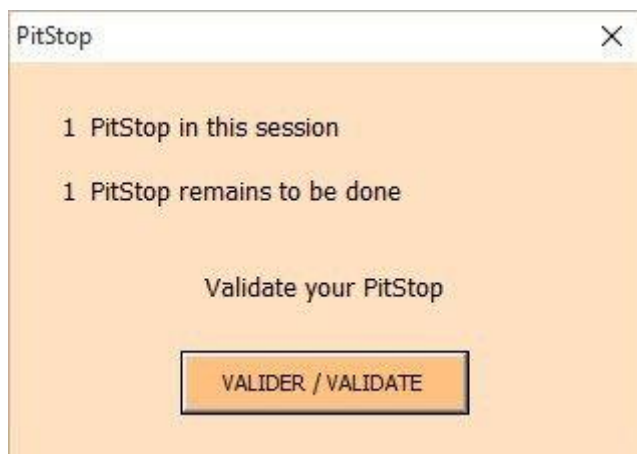 PitStop
1 PitStop in this session
1 PitStop remains to be done
Validate your PitStop
VALIDER / VALIDATE